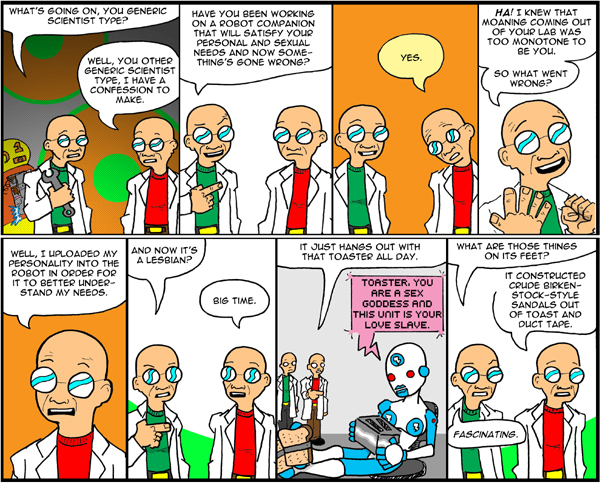 WHAT'S GOING ON, YOU GENERIC
SCIENTIST TYPE?
WELL, YOU OTHER
GENERIC SCIENTIST
TYPE, I HAVE A
CONFESSION TO
MAKE.
HAVE YOU BEEN WORKING
ON A ROBOT COMPANION
THAT WILL SATISFY YOUR
PERSONAL AND SEXUAL
NEEDS AND NOW SOME-
THING'S GONE WRONG?
YES.
HA! I KNEW THAT
MOANING COMING OUT
OF YOUR LAB WAS
TOO MONOTONE TO
BE YOU.
SO WHAT WENT
WRONG?
WELL, I UPLOADED MY
PERSONALITY INTO THE
ROBOT IN ORDER FOR
IT TO BETTER UNDER-
STAND MY NEEDS.
AND NOW IT'S
A LESBIAN?
BIG TIME.
IT JUST HANGS OUT WITH
THAT TOASTER ALL DAY.
TOASTER, YOU
ARE A SEX
GODDESS AND
THIS UNIT IS YOUR
LOVE SLAVE.
WHAT ARE THOSE THINGS
ON ITS FEET?
IT CONSTRUCTED
CRUDE BIRKEN-
STOCK-STYLE
SANDALS OUT
OF TOAST AND
DUCT TAPE.
FASCINATING.